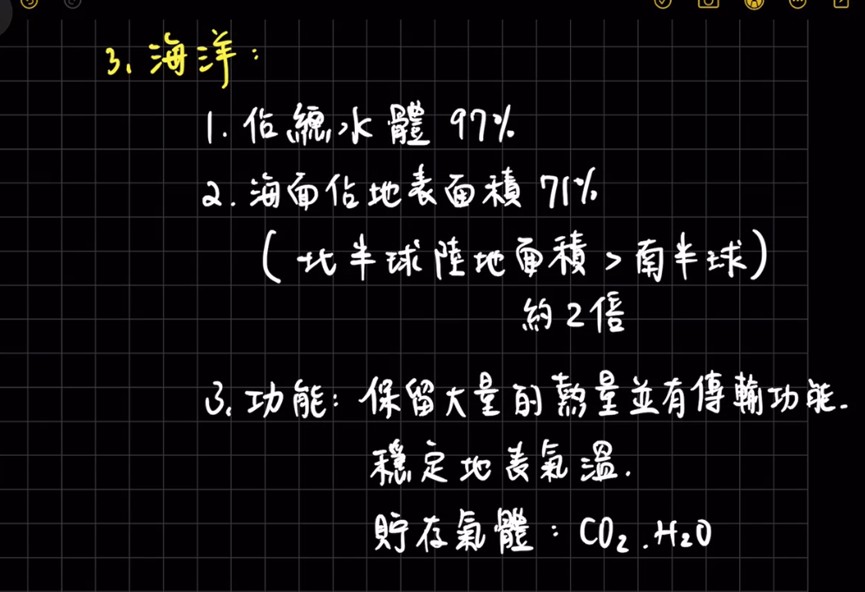 3. 海洋：
1. 佔總水體 97%
2. 海面佔地表面積 71%
(北半球陸地面積 > 南半球)
約2倍
3. 功能：保留大量的熱量並有傳輸功能.
穩定地表氣溫.
貯存氣體：CO₂.H₂O